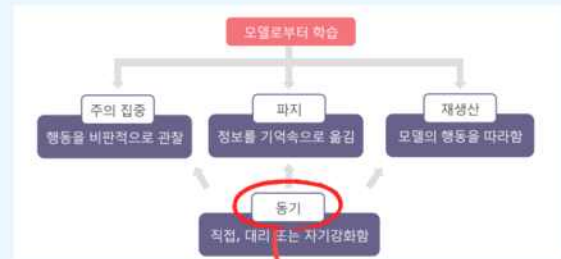 모델로부터 학습
주의 집중
행동을 비판적으로 관찰
파지
정보를 기억속으로 옮김
재생산
모델의 행동을 따라함
동기
직접, 대리 또는 자기강화함